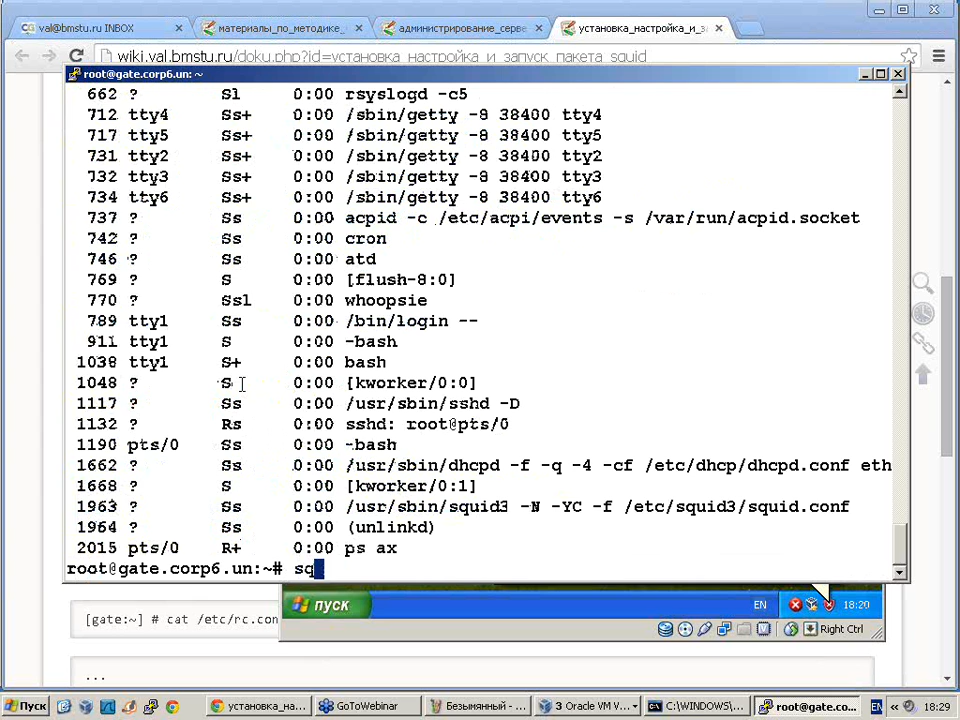 val@bmstu.ru INBOX
материалы_по_методике_
администрирование_серве
установка_настройка_и_за
wiki.val.bmstu.ru/doku.php?id=установка_настройка_и_запуск_пакета_squid
root@gate.corp6.un: ~
662 ? Sl 0:00 rsyslogd -c5
712 tty4 Ss+ 0:00 /sbin/getty -8 38400 tty4
717 tty5 Ss+ 0:00 /sbin/getty -8 38400 tty5
731 tty2 Ss+ 0:00 /sbin/getty -8 38400 tty2
732 tty3 Ss+ 0:00 /sbin/getty -8 38400 tty3
734 tty6 Ss+ 0:00 /sbin/getty -8 38400 tty6
737 ? Ss 0:00 acpid -c /etc/acpi/events -s /var/run/acpid.socket
742 ? Ss 0:00 cron
746 ? Ss 0:00 atd
769 ? S 0:00 [flush-8:0]
770 ? Ssl 0:00 whoopsie
789 tty1 Ss 0:00 /bin/login --
911 tty1 S 0:00 -bash
1038 tty1 S+ 0:00 bash
1048 ? S 0:00 [kworker/0:0]
1117 ? Ss 0:00 /usr/sbin/sshd -D
1132 ? Rs 0:00 sshd: root@pts/0
1190 pts/0 Ss 0:00 -bash
1662 ? Ss 0:00 /usr/sbin/dhcpd -f -q -4 -cf /etc/dhcp/dhcpd.conf eth
1668 ? S 0:00 [kworker/0:1]
1963 ? Ss 0:00 /usr/sbin/squid3 -N -YC -f /etc/squid3/squid.conf
1964 ? Ss 0:00 (unlinkd)
2015 pts/0 R+ 0:00 ps ax
root@gate.corp6.un:~# sq
пуск EN 18:20
[gate:~] # cat /etc/rc.con
Right Ctrl
...
Пуск
установка_на...
GoToWebinar
Безымянный - ...
3 Oracle VM V...
C:\WINDOWS\...
root@gate.co...
EN
18:29